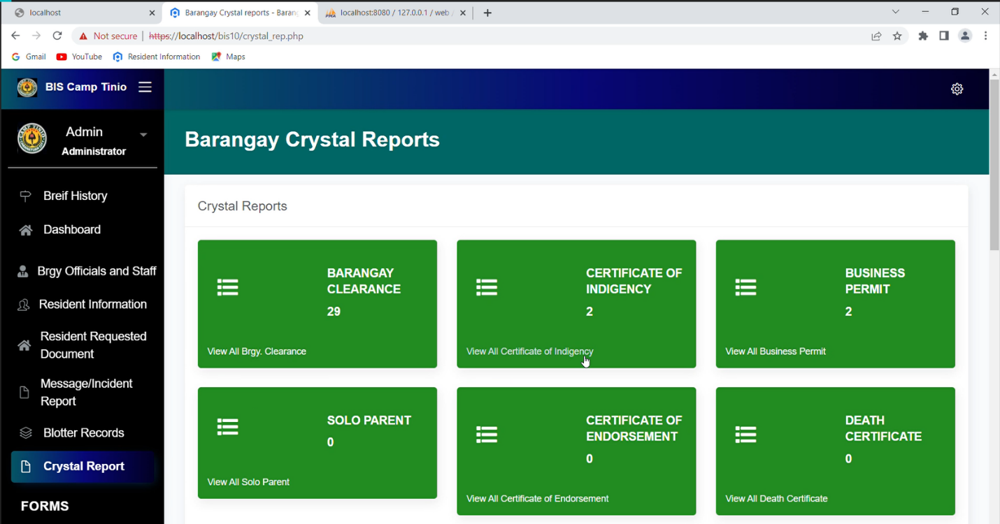 localhost
Barangay Crystal reports - Barang
localhost:8080 / 127.0.0.1 / web /
Not secure | https://localhost/bis10/crystal_rep.php
Gmail
YouTube
Resident Information
Maps
BIS Camp Tinio
Admin
Administrator
Breif History
Dashboard
Brgy Officials and Staff
Resident Information
Resident Requested
Document
Message/Incident
Report
Blotter Records
Crystal Report
FORMS
Barangay Crystal Reports
Crystal Reports
BARANGAY
CLEARANCE
29
View All Brgy. Clearance
CERTIFICATE OF
INDIGENCY
2
View All Certificate of Indigency
BUSINESS
PERMIT
2
View All Business Permit
SOLO PARENT
0
View All Solo Parent
CERTIFICATE OF
ENDORSEMENT
0
View All Certificate of Endorsement
DEATH
CERTIFICATE
0
View All Death Certificate